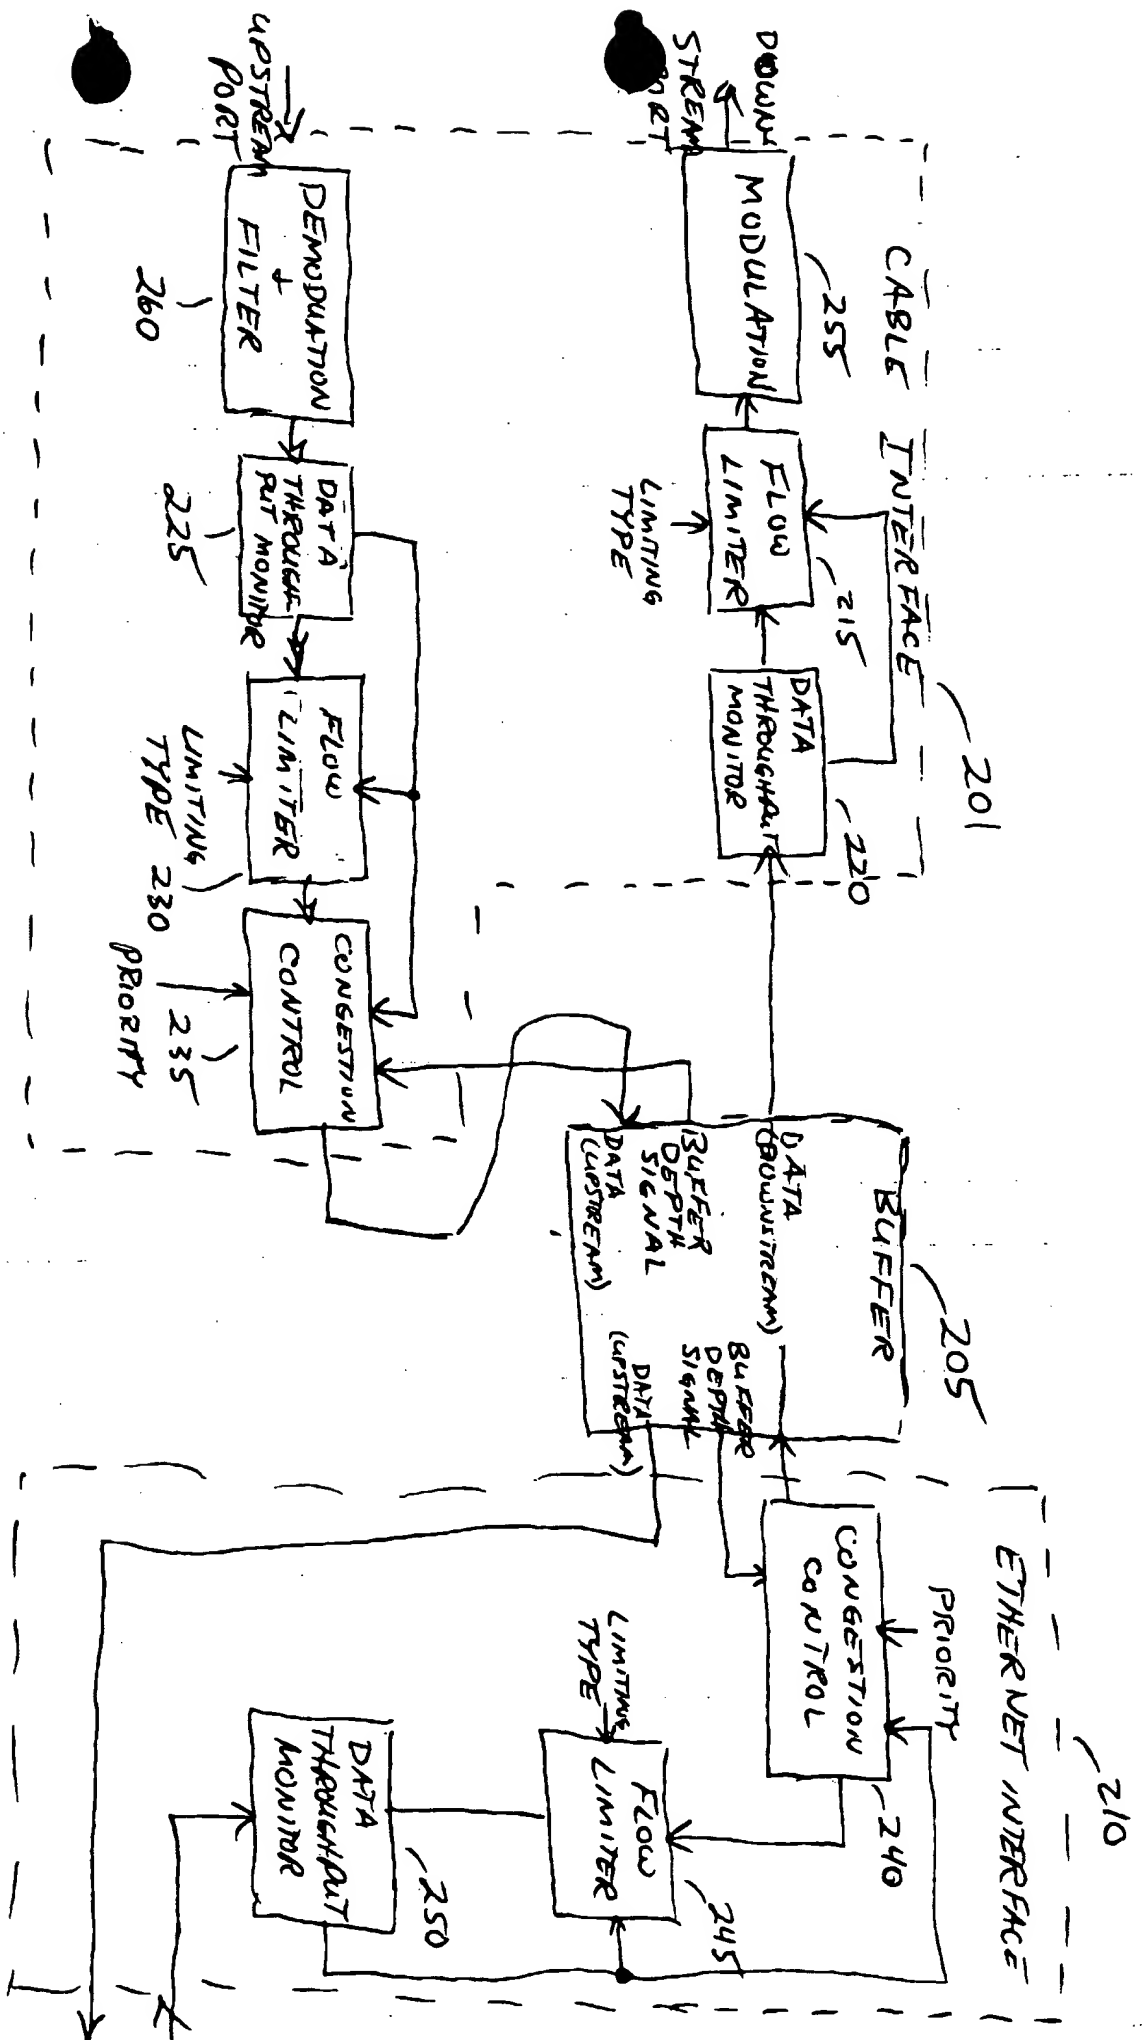 DOWN
STREAM
PORT
CABLE INTERFACE
201
MODULATION
255
FLOW
LIMITER
215
LIMITING
TYPE
DATA
THROUGHPUT
MONITOR
220
UPSTREAM
PORT
DEMODUATION
+
FILTER
260
DATA
THROUGH-
PUT MONITOR
225
FLOW
LIMITER
LIMITING
TYPE
230
CONGESTION
CONTROL
PRIORITY
235
BUFFER
205
DATA
(DOWNSTREAM)
BUFFER
DEPTH
SIGNAL
DATA
(UPSTREAM)
BUFFER
DEPTH
SIGNAL
DATA
(UPSTREAM)
ETHERNET INTERFACE
210
PRIORITY
CONGESTION
CONTROL
240
LIMITING
TYPE
FLOW
LIMITER
245
DATA
THROUGHPUT
MONITOR
250